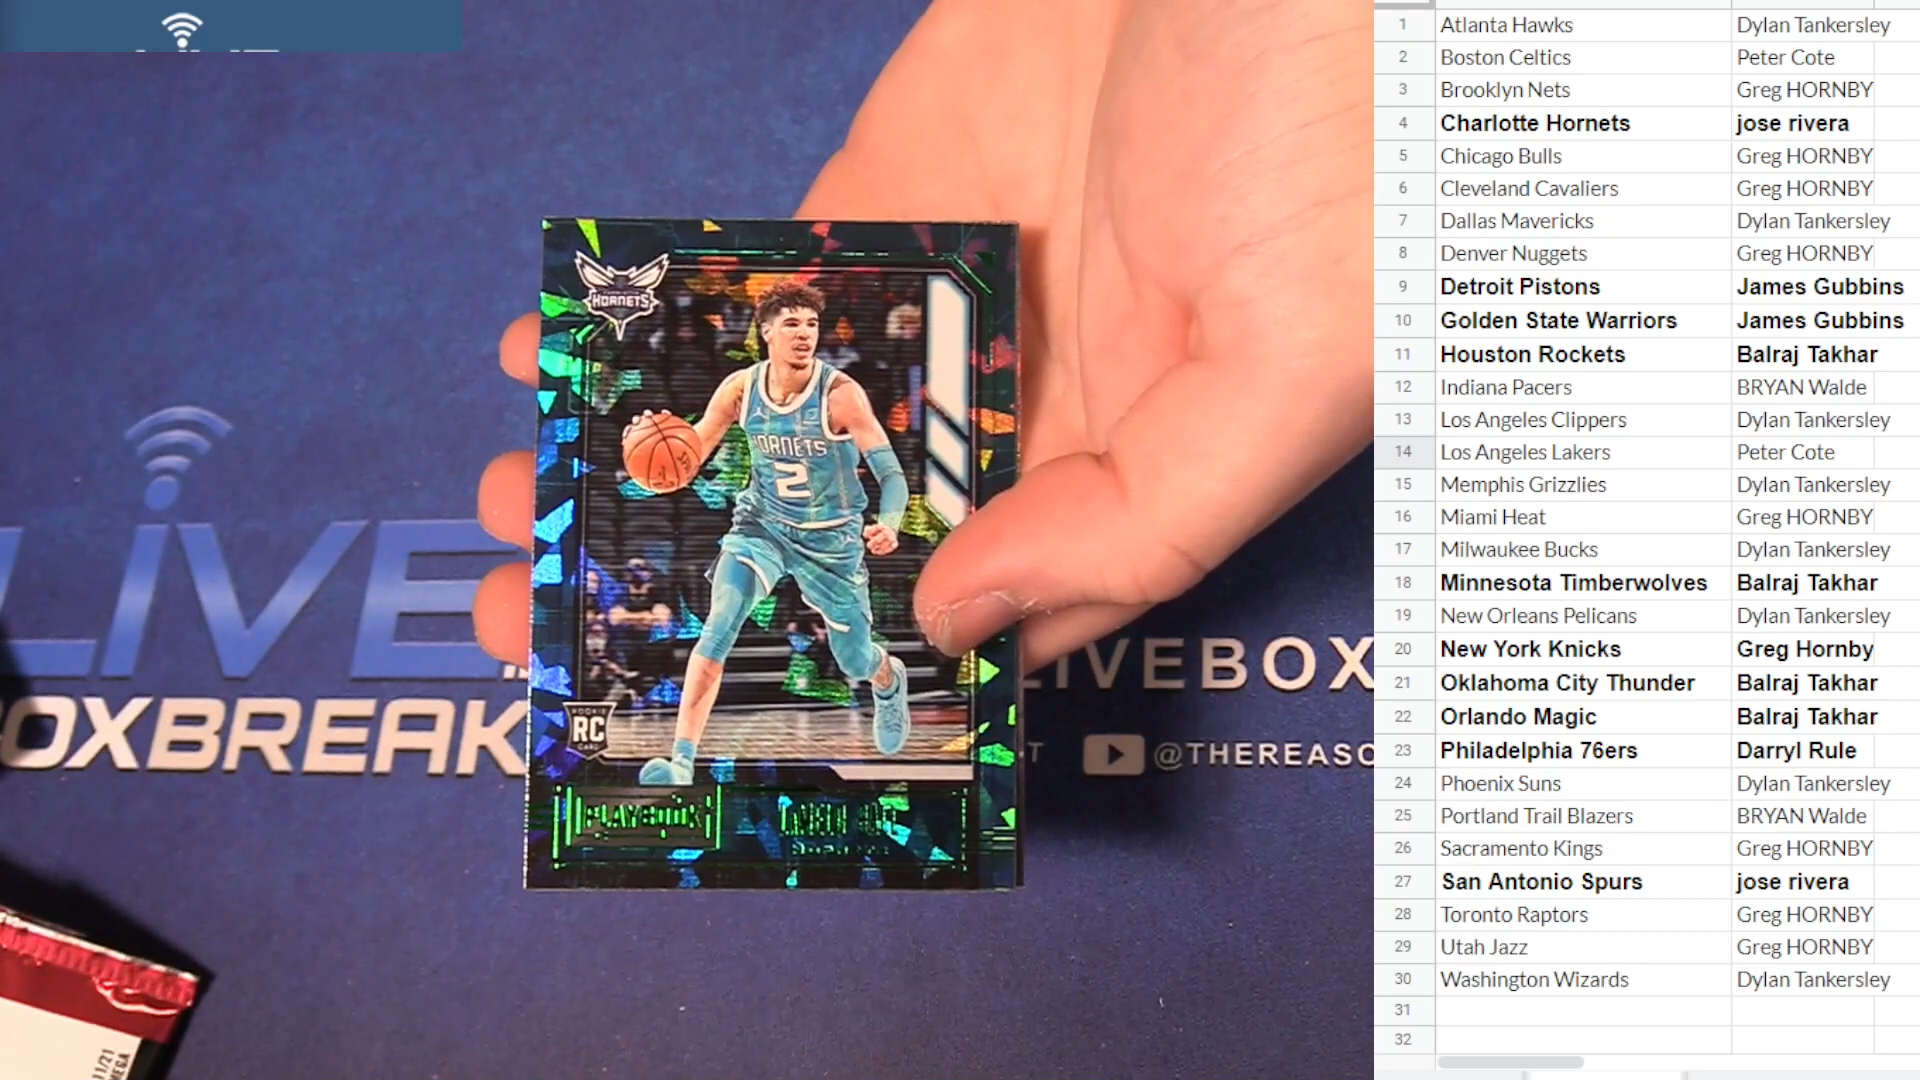 LIVE
OXBREAK
LIVEBOX
@THEREASO
HORNETS
HORNETS
2
RC
PLAYBOOK
11/21
MEGA
1 Atlanta Hawks Dylan Tankersley
2 Boston Celtics Peter Cote
3 Brooklyn Nets Greg HORNBY
4 Charlotte Hornets jose rivera
5 Chicago Bulls Greg HORNBY
6 Cleveland Cavaliers Greg HORNBY
7 Dallas Mavericks Dylan Tankersley
8 Denver Nuggets Greg HORNBY
9 Detroit Pistons James Gubbins
10 Golden State Warriors James Gubbins
11 Houston Rockets Balraj Takhar
12 Indiana Pacers BRYAN Walde
13 Los Angeles Clippers Dylan Tankersley
14 Los Angeles Lakers Peter Cote
15 Memphis Grizzlies Dylan Tankersley
16 Miami Heat Greg HORNBY
17 Milwaukee Bucks Dylan Tankersley
18 Minnesota Timberwolves Balraj Takhar
19 New Orleans Pelicans Dylan Tankersley
20 New York Knicks Greg Hornby
21 Oklahoma City Thunder Balraj Takhar
22 Orlando Magic Balraj Takhar
23 Philadelphia 76ers Darryl Rule
24 Phoenix Suns Dylan Tankersley
25 Portland Trail Blazers BRYAN Walde
26 Sacramento Kings Greg HORNBY
27 San Antonio Spurs jose rivera
28 Toronto Raptors Greg HORNBY
29 Utah Jazz Greg HORNBY
30 Washington Wizards Dylan Tankersley
31
32